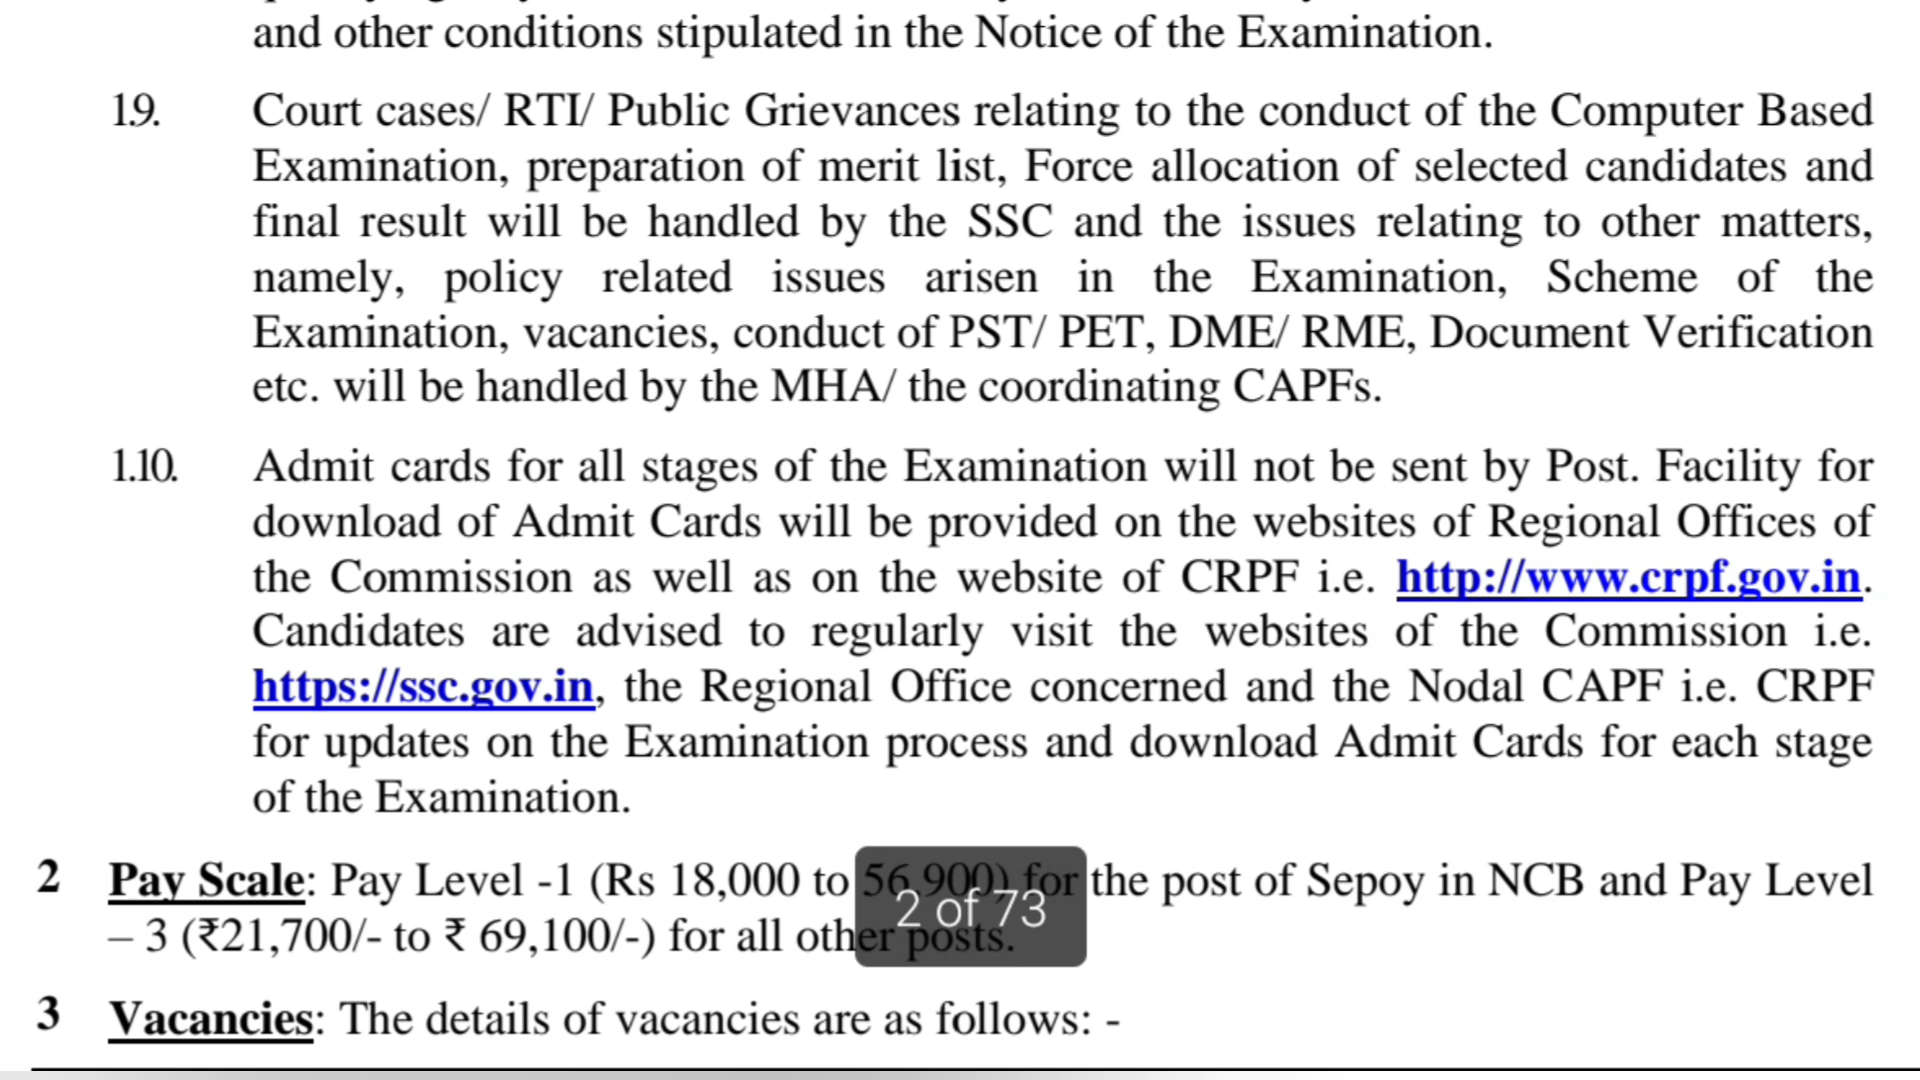 and other conditions stipulated in the Notice of the Examination.
1.9. Court cases/ RTI/ Public Grievances relating to the conduct of the Computer Based
Examination, preparation of merit list, Force allocation of selected candidates and
final result will be handled by the SSC and the issues relating to other matters,
namely, policy related issues arisen in the Examination, Scheme of the
Examination, vacancies, conduct of PST/ PET, DME/ RME, Document Verification
etc. will be handled by the MHA/ the coordinating CAPFs.
1.10. Admit cards for all stages of the Examination will not be sent by Post. Facility for
download of Admit Cards will be provided on the websites of Regional Offices of
the Commission as well as on the website of CRPF i.e. http://www.crpf.gov.in.
Candidates are advised to regularly visit the websites of the Commission i.e.
https://ssc.gov.in, the Regional Office concerned and the Nodal CAPF i.e. CRPF
for updates on the Examination process and download Admit Cards for each stage
of the Examination.
2 Pay Scale: Pay Level -1 (Rs 18,000 to 56,900) for the post of Sepoy in NCB and Pay Level
– 3 (₹21,700/- to ₹ 69,100/-) for all other posts.
2 of 73
3 Vacancies: The details of vacancies are as follows: -